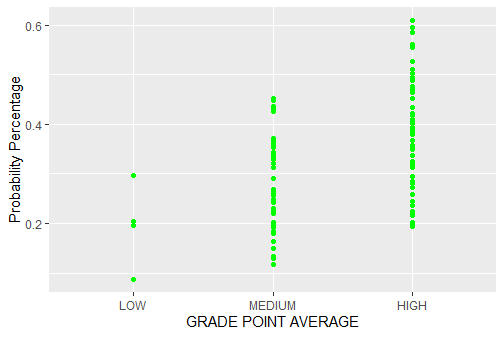 Probability Percentage
0.6
0.4
0.2
LOW MEDIUM HIGH
GRADE POINT AVERAGE